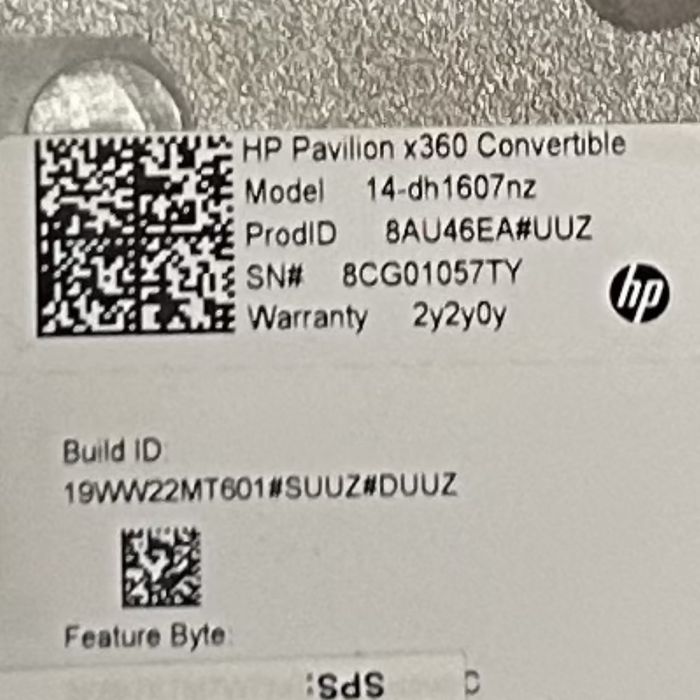 HP Pavilion x360 Convertible
Model 14-dh1607nz
ProdID 8AU46EA#UUZ
SN# 8CG01057TY
Warranty 2y2y0y
hp
Build ID
19WW22MT601#SUUZ#DUUZ
Feature Byte:
SPS: